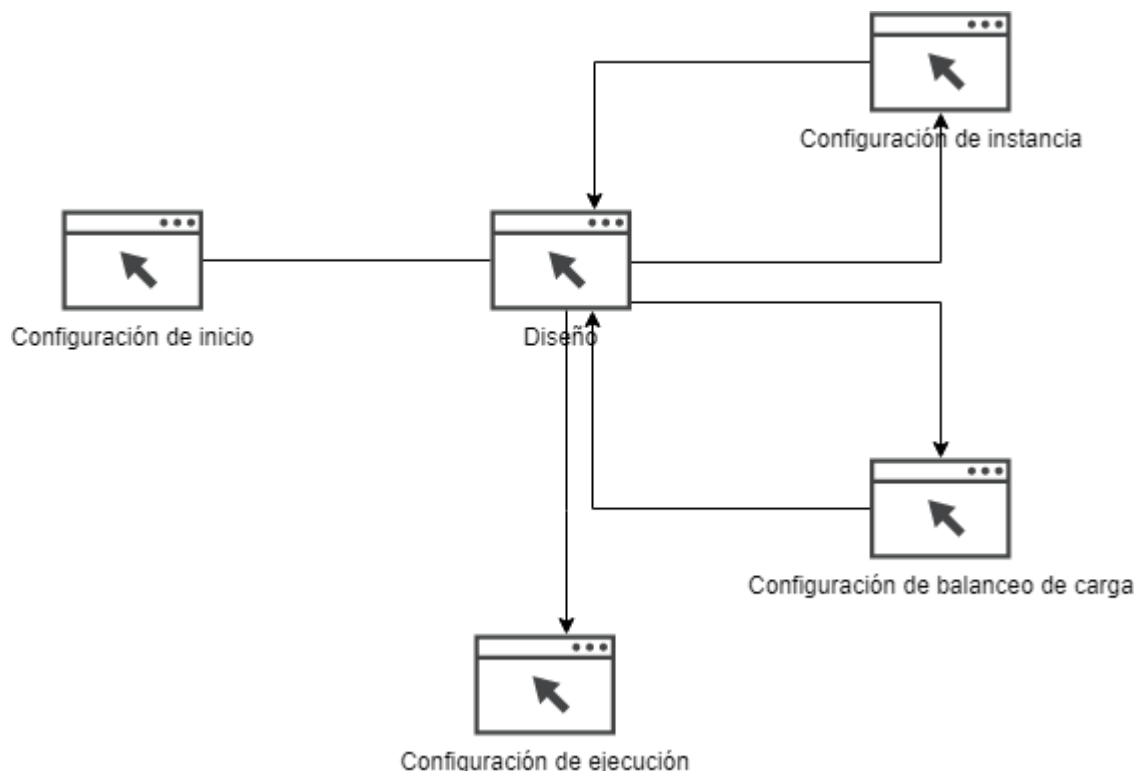 Configuración de instancia
Configuración de inicio
Diseño
Configuración de balanceo de carga
Configuración de ejecución